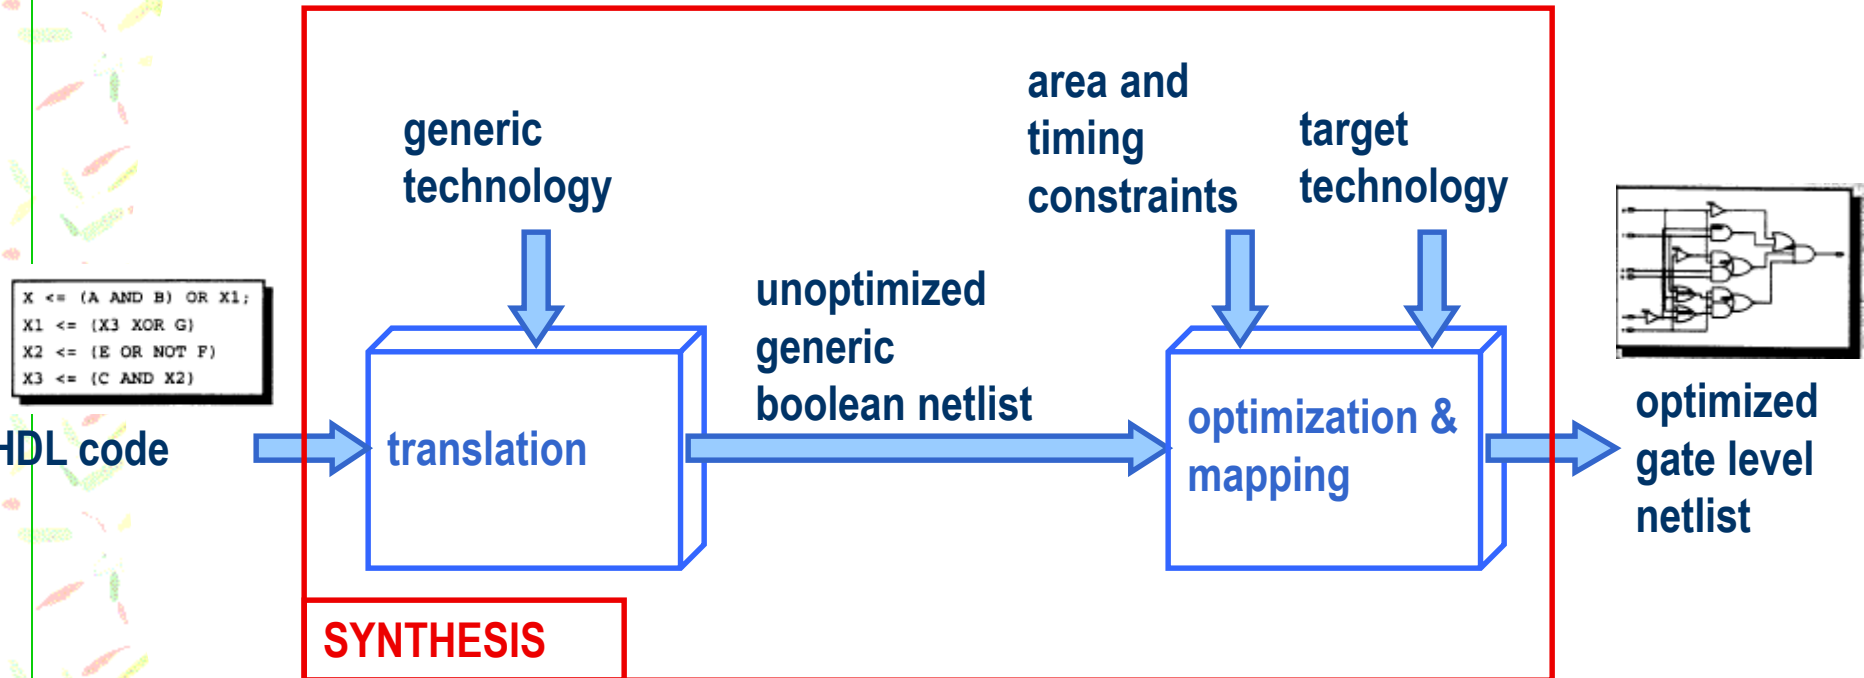 generic
technology
area and
timing
constraints
target
technology
X <= (A AND B) OR X1;
X1 <= (X3 XOR G)
X2 <= (E OR NOT F)
X3 <= (C AND X2)
HDL code
translation
unoptimized
generic
boolean netlist
optimization &
mapping
optimized
gate level
netlist
SYNTHESIS